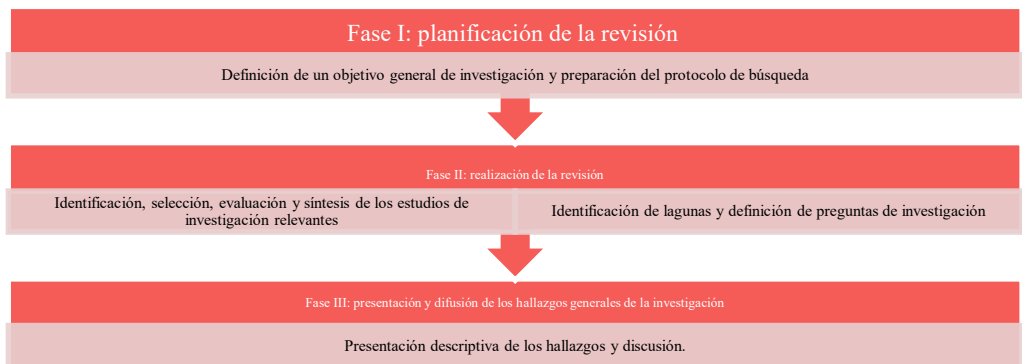 Fase I: planificación de la revisión
Definición de un objetivo general de investigación y preparación del protocolo de búsqueda
Fase II: realización de la revisión
Identificación, selección, evaluación y síntesis de los estudios de
investigación relevantes
Identificación de lagunas y definición de preguntas de investigación
Fase III: presentación y difusión de los hallazgos generales de la investigación
Presentación descriptiva de los hallazgos y discusión.